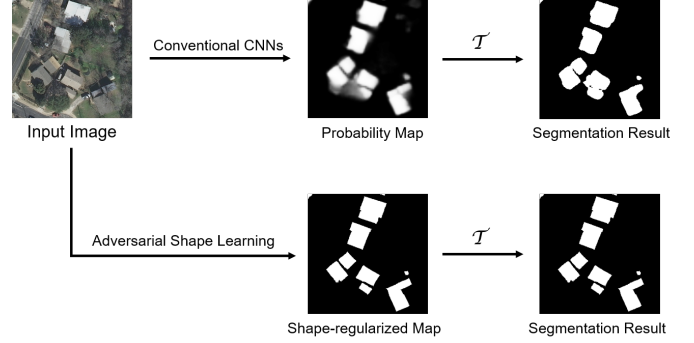 Conventional CNNs
𝒯
Input Image
Probability Map
Segmentation Result
Adversarial Shape Learning
𝒯
Shape-regularized Map
Segmentation Result